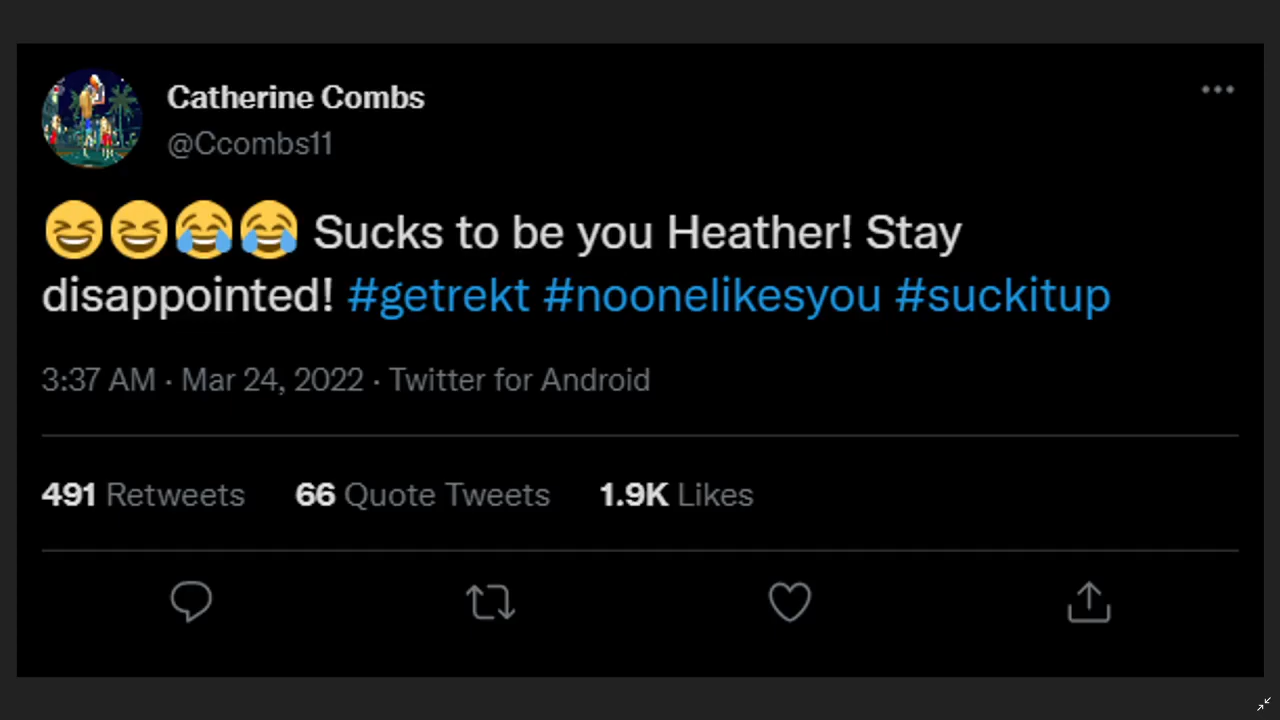 Catherine Combs
@Ccombs11
😆😆😂😂 Sucks to be you Heather! Stay
disappointed! #getrekt #noonelikesyou #suckitup
3:37 AM · Mar 24, 2022 · Twitter for Android
491 Retweets 66 Quote Tweets 1.9K Likes